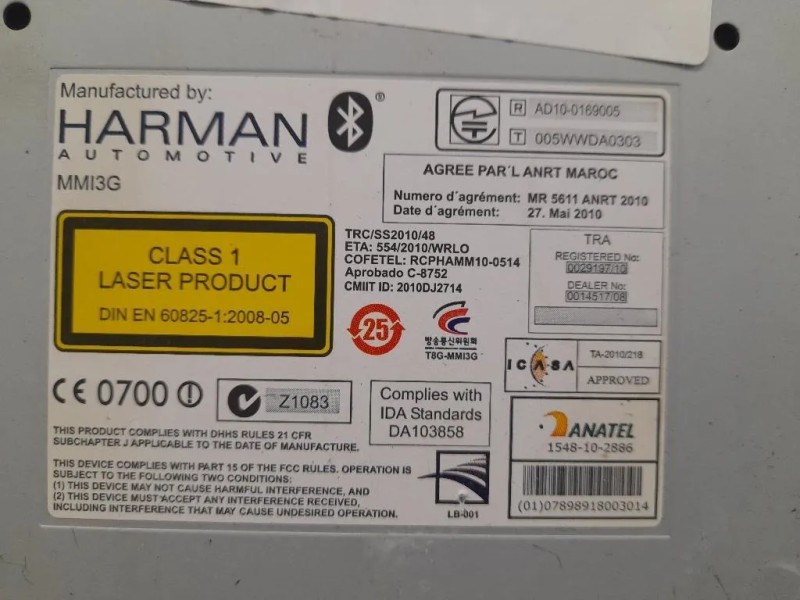 Manufactured by:
HARMAN
AUTOMOTIVE
MMI3G
®
R AD10-0169005
T 005WWDA0303
AGREE PAR´L ANRT MAROC
Numero d´agrément: MR 5611 ANRT 2010
Date d´agrément: 27. Mai 2010
CLASS 1
LASER PRODUCT
DIN EN 60825-1:2008-05
TRC/SS2010/48
ETA: 554/2010/WRLO
COFETEL: RCPHAMM10-0514
Aprobado C-8752
CMIIT ID: 2010DJ2714
TRA
REGISTERED No:
0029197/10
DEALER No:
0014517/08
25
방송통신위원회
T8G-MMI3G
ICASA
TA-2010/218
APPROVED
CE 0700
Z1083
Complies with
IDA Standards
DA103858
ANATEL
1548-10-2886
(01)07898918003014
THIS PRODUCT COMPLIES WITH DHHS RULES 21 CFR
SUBCHAPTER J APPLICABLE TO THE DATE OF MANUFACTURE.
THIS DEVICE COMPLIES WITH PART 15 OF THE FCC RULES. OPERATION IS
SUBJECT TO THE FOLLOWING TWO CONDITIONS:
(1) THIS DEVICE MAY NOT CAUSE HARMFUL INTERFERENCE, AND
(2) THIS DEVICE MUST ACCEPT ANY INTERFERENCE RECEIVED,
INCLUDING INTERFERENCE THAT MAY CAUSE UNDESIRED OPERATION.
LB-001